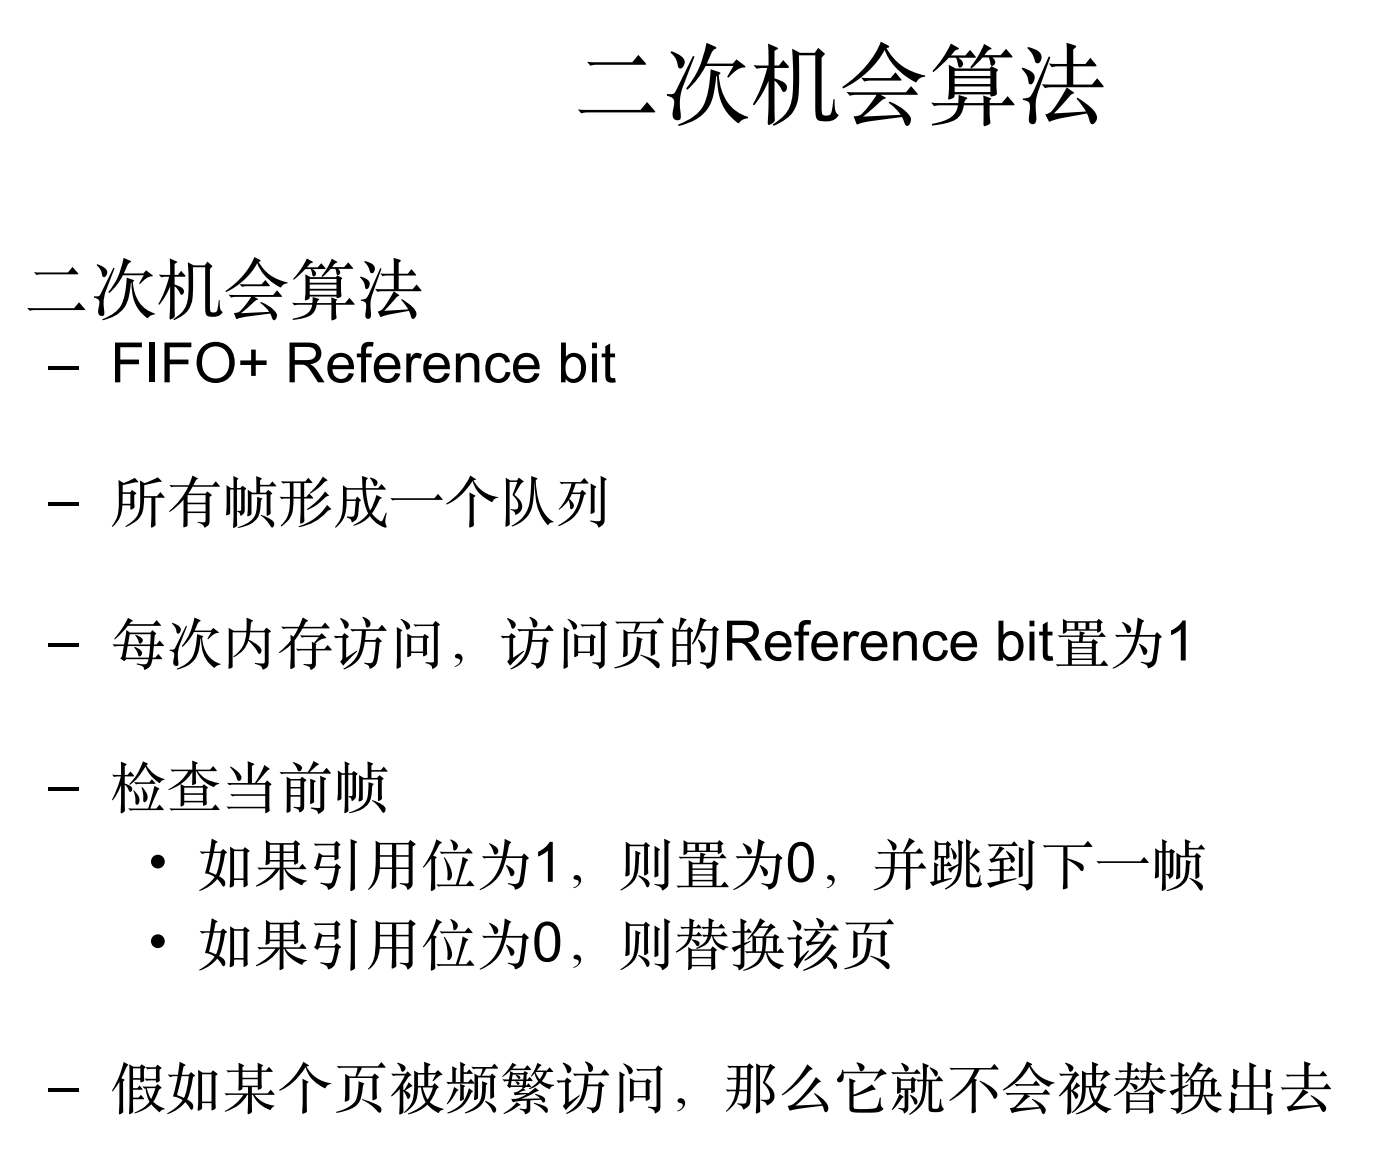 二次机会算法
二次机会算法
– FIFO+ Reference bit
– 所有帧形成一个队列
– 每次内存访问，访问页的Reference bit置为1
– 检查当前帧
• 如果引用位为1，则置为0，并跳到下一帧
• 如果引用位为0，则替换该页
– 假如某个页被频繁访问，那么它就不会被替换出去